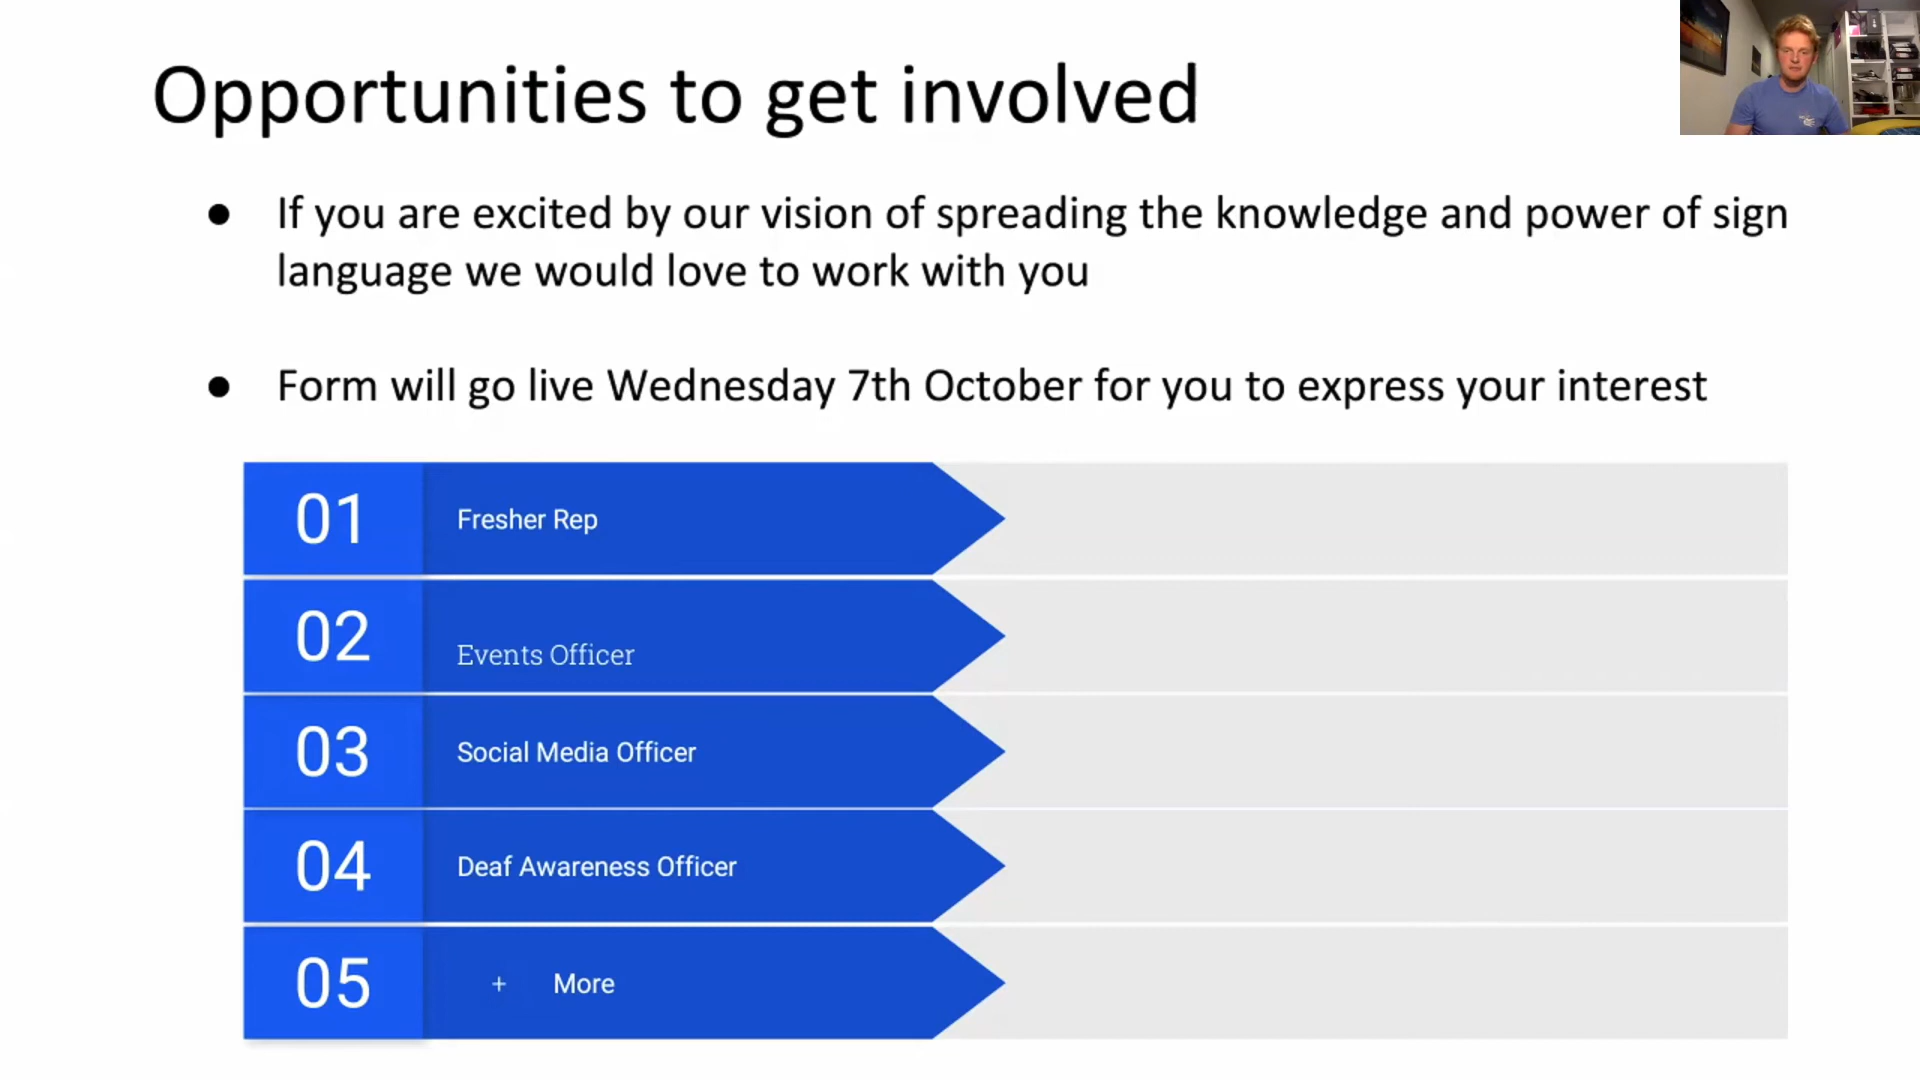 Opportunities to get involved
● If you are excited by our vision of spreading the knowledge and power of sign
language we would love to work with you
● Form will go live Wednesday 7th October for you to express your interest
01 Fresher Rep
02 Events Officer
03 Social Media Officer
04 Deaf Awareness Officer
05 + More